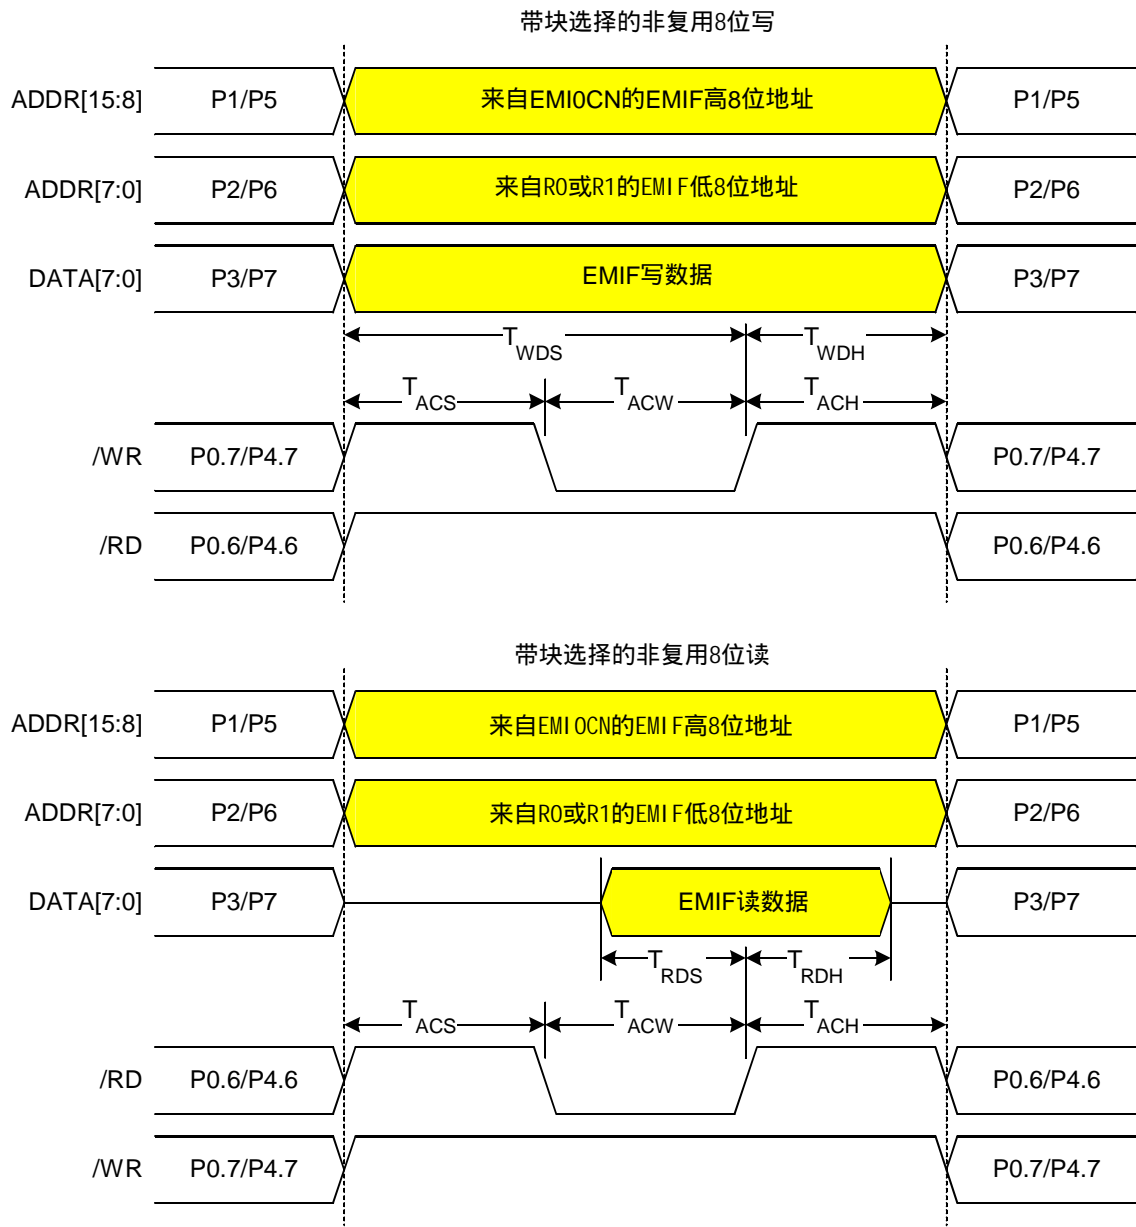 带块选择的非复用8位写
ADDR[15:8] P1/P5 来自EMI0CN的EMIF高8位地址 P1/P5
ADDR[7:0] P2/P6 来自R0或R1的EMIF低8位地址 P2/P6
DATA[7:0] P3/P7 EMIF写数据 P3/P7
TWDS TWDH
TACS TACW TACH
/WR P0.7/P4.7 P0.7/P4.7
/RD P0.6/P4.6 P0.6/P4.6
带块选择的非复用8位读
ADDR[15:8] P1/P5 来自EMI0CN的EMIF高8位地址 P1/P5
ADDR[7:0] P2/P6 来自R0或R1的EMIF低8位地址 P2/P6
DATA[7:0] P3/P7 EMIF读数据 P3/P7
TRDS TRDH
TACS TACW TACH
/RD P0.6/P4.6 P0.6/P4.6
/WR P0.7/P4.7 P0.7/P4.7